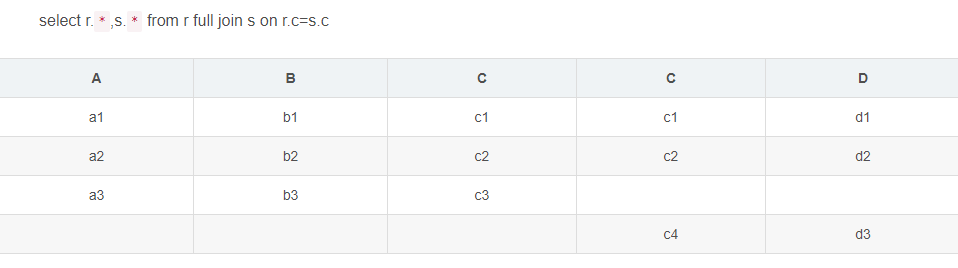 select r. * ,s. * from r full join s on r.c=s.c
A B C C D
a1 b1 c1 c1 d1
a2 b2 c2 c2 d2
a3 b3 c3
c4 d3